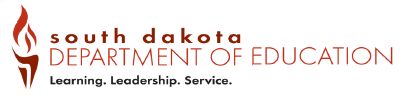 south dakota
DEPARTMENT OF EDUCATION
Learning. Leadership. Service.